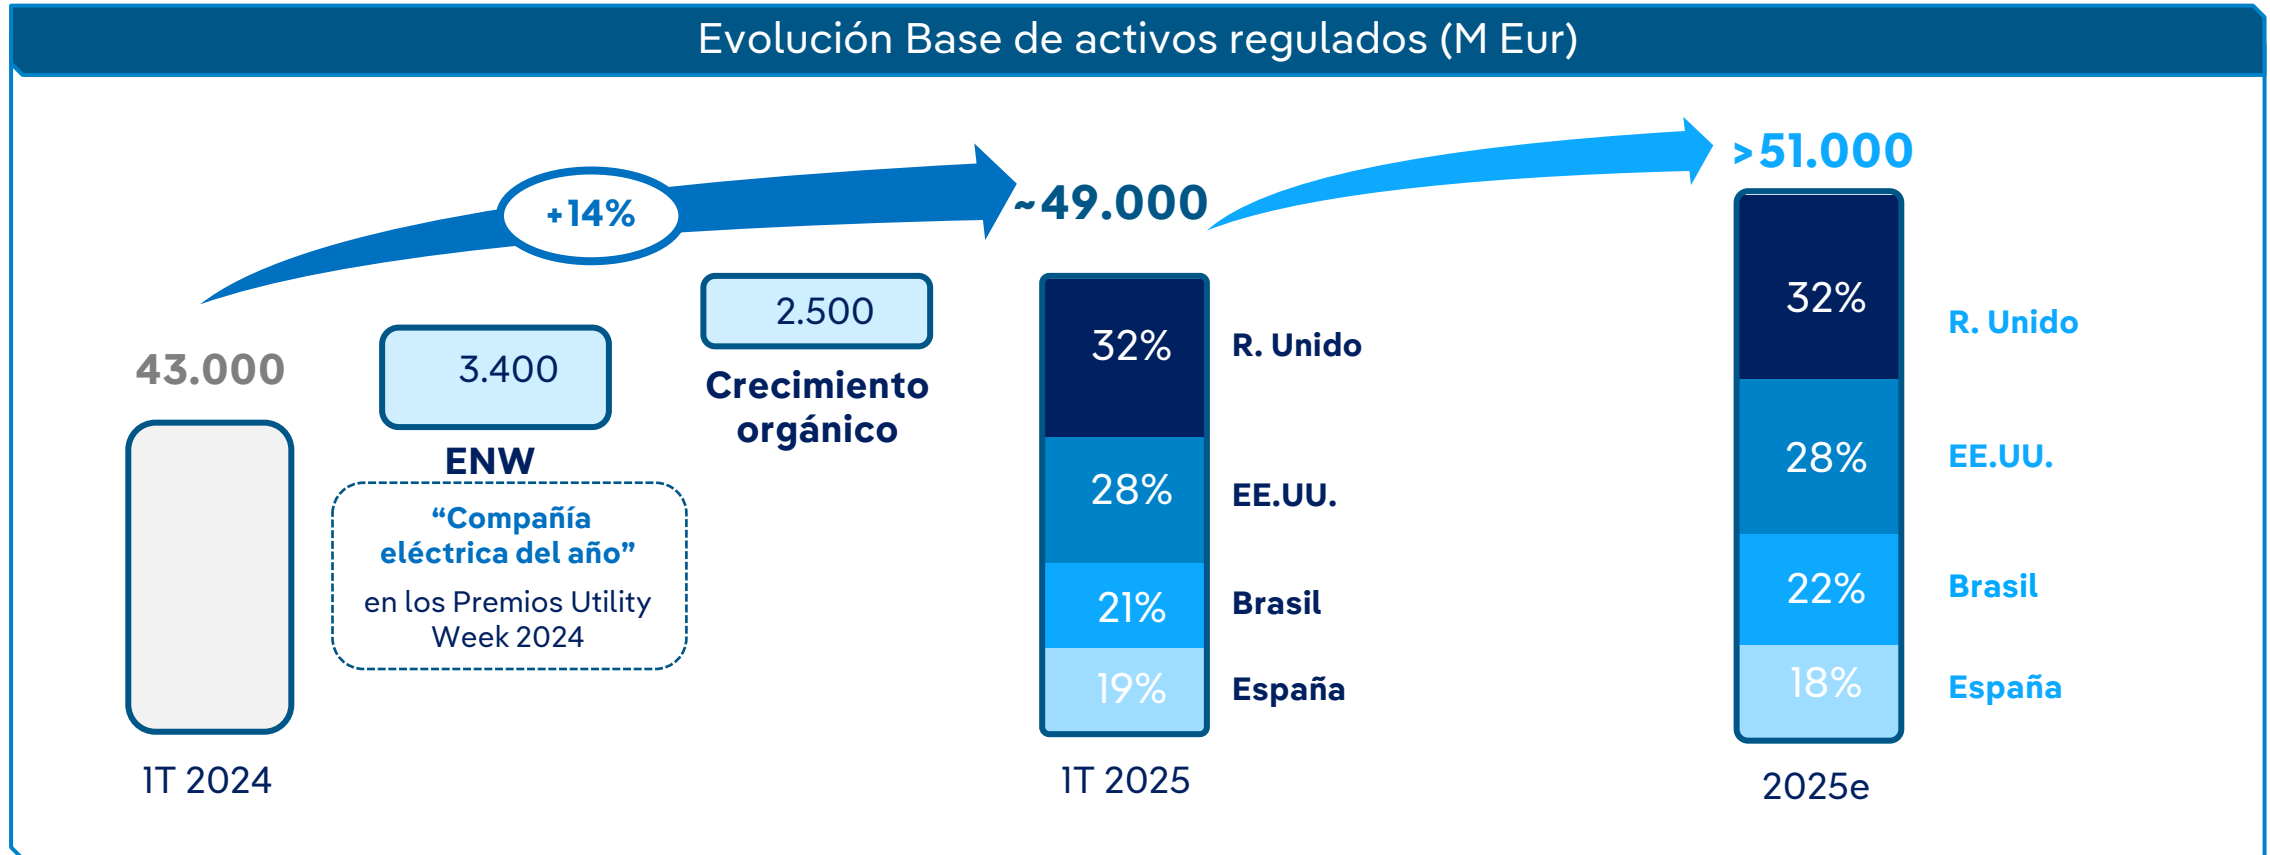 Evolución Base de activos regulados (M Eur)
43.000
1T 2024
+14%
3.400
ENW
“Compañía
eléctrica del año”
en los Premios Utility
Week 2024
2.500
Crecimiento
orgánico
~49.000
32%
R. Unido
28%
EE.UU.
21%
Brasil
19%
España
1T 2025
>51.000
32%
R. Unido
28%
EE.UU.
22%
Brasil
18%
España
2025e